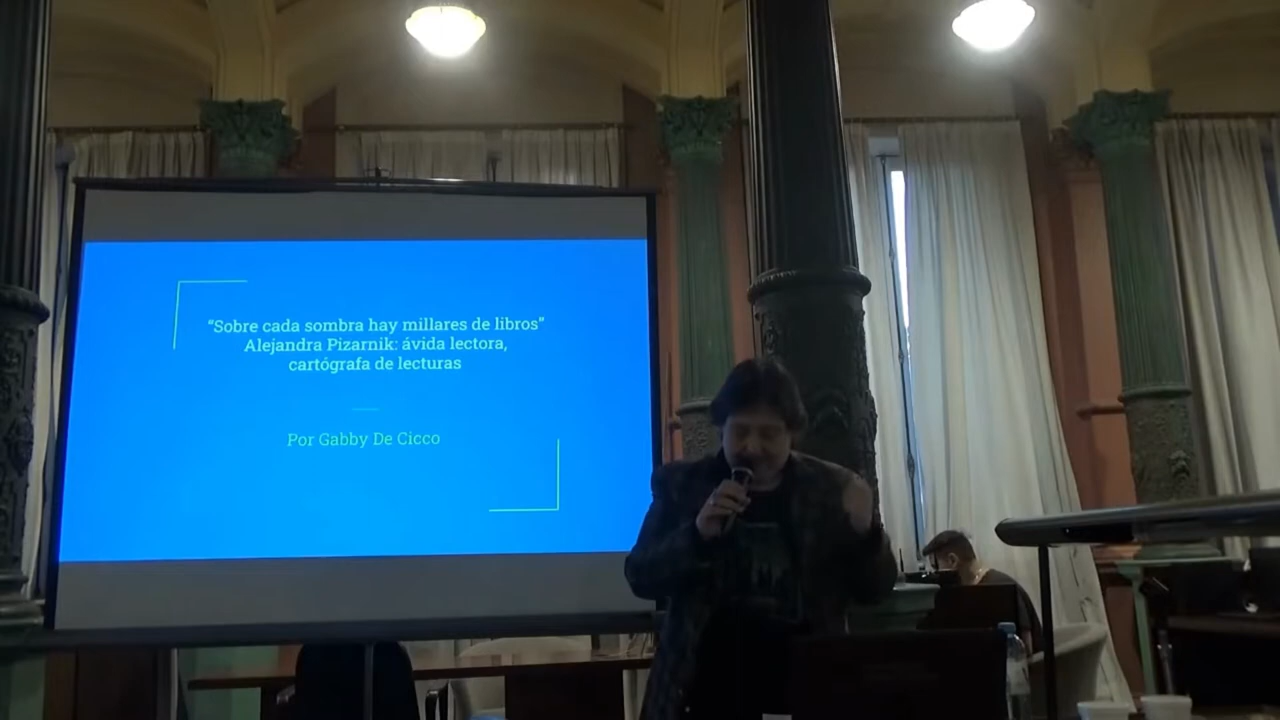 “Sobre cada sombra hay millares de libros”
Alejandra Pizarnik: ávida lectora,
cartógrafa de lecturas
Por Gabby De Cicco